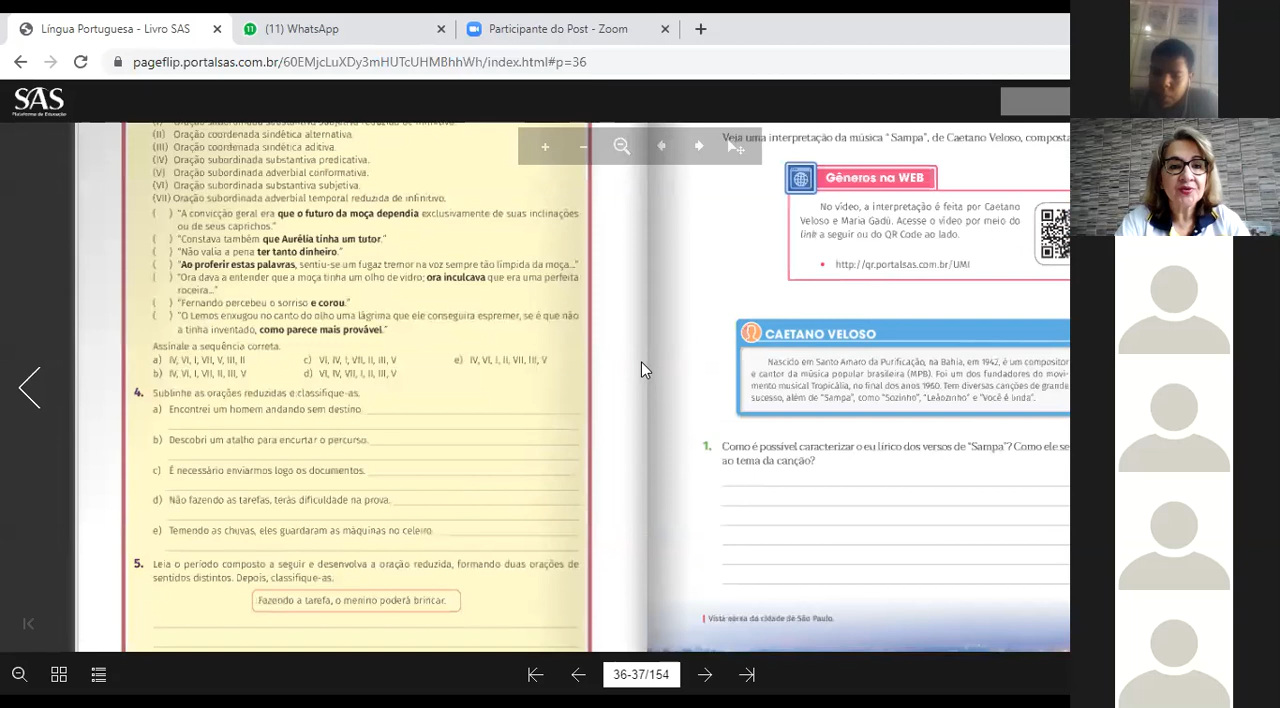 Língua Portuguesa - Livro SAS
(11) WhatsApp
Participante do Post - Zoom
pageflip.portalsas.com.br/60EMjcLuXDy3mHUTcUHMBhhWh/index.html#p=36
SAS
Plataforma de Educação
(II) Oração coordenada sindética alternativa.
(III) Oração coordenada sindética aditiva.
(IV) Oração subordinada substantiva predicativa.
(V) Oração subordinada adverbial conformativa.
(VI) Oração subordinada substantiva subjetiva.
(VII) Oração subordinada adverbial temporal reduzida de infinitivo.
( ) "A convicção geral era que o futuro da moça dependia exclusivamente de suas inclinações
ou de seus caprichos."
( ) "Constava também que Aurélia tinha um tutor."
( ) "Não valia a pena ter tanto dinheiro."
( ) "Ao proferir estas palavras, sentiu-se um fugaz tremor na voz sempre tão límpida da moça..."
( ) "Ora dava a entender que a moça tinha um olho de vidro; ora inculcava que era uma perfeita
roceira..."
( ) "Fernando percebeu o sorriso e corou."
( ) "O Lemos enxugou no canto do olho uma lágrima que ele conseguira espremer, se é que não
a tinha inventado, como parece mais provável."
Assinale a sequência correta.
a) IV, VI, I, VII, V, III, II
c) VI, IV, I, VII, II, III, V
e) IV, VI, I, II, VII, III, V
b) IV, VI, I, VII, II, III, V
d) VI, IV, VII, I, II, III, V
4. Sublinhe as orações reduzidas e classifique-as.
a) Encontrei um homem andando sem destino.
b) Descobri um atalho para encurtar o percurso.
c) É necessário enviarmos logo os documentos.
d) Não fazendo as tarefas, terás dificuldade na prova.
e) Temendo as chuvas, eles guardaram as máquinas no celeiro.
5. Leia o período composto a seguir e desenvolva a oração reduzida, formando duas orações de
sentidos distintos. Depois, classifique-as.
Fazendo a tarefa, o menino poderá brincar.
Veja uma interpretação da música "Sampa", de Caetano Veloso, composta
Gêneros na WEB
No vídeo, a interpretação é feita por Caetano
Veloso e Maria Gadú. Acesse o vídeo por meio do
link a seguir ou do QR Code ao lado.
• http://qr.portalsas.com.br/UMI
CAETANO VELOSO
Nascido em Santo Amaro da Purificação, na Bahia, em 1942, é um compositor
e cantor da música popular brasileira (MPB). Foi um dos fundadores do movi-
mento musical Tropicália, no final dos anos 1960. Tem diversas canções de grande
sucesso, além de "Sampa", como "Sozinho", "Leãozinho" e "Você é linda".
1. Como é possível caracterizar o eu lírico dos versos de "Sampa"? Como ele se
ao tema da canção?
Vista aérea da cidade de São Paulo.
36-37/154